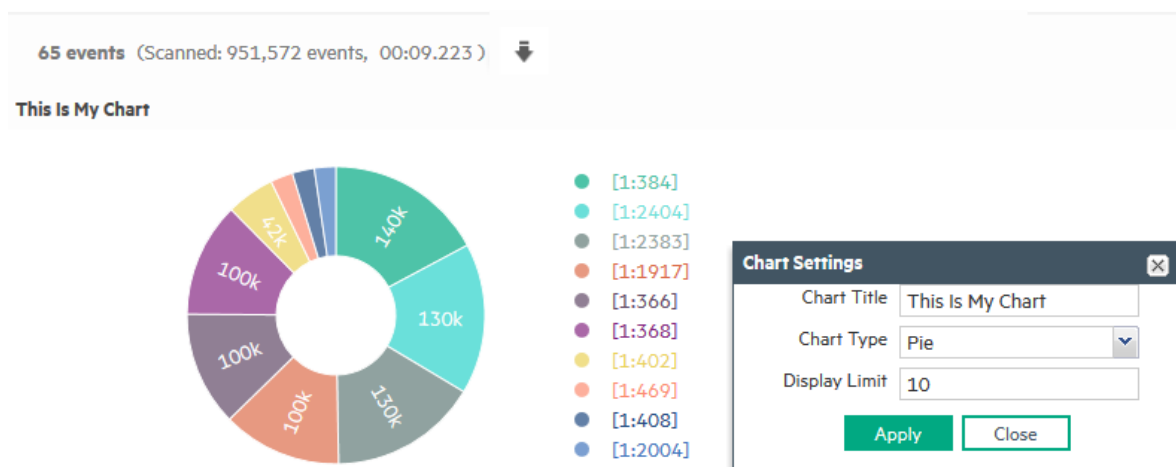 65 events (Scanned: 951,572 events, 00:09.223 )
This Is My Chart
140k
130k
130k
100k
100k
100k
42k
[1:384]
[1:2404]
[1:2383]
[1:1917]
[1:366]
[1:368]
[1:402]
[1:469]
[1:408]
[1:2004]
Chart Settings
Chart Title This Is My Chart
Chart Type Pie
Display Limit 10
Apply Close